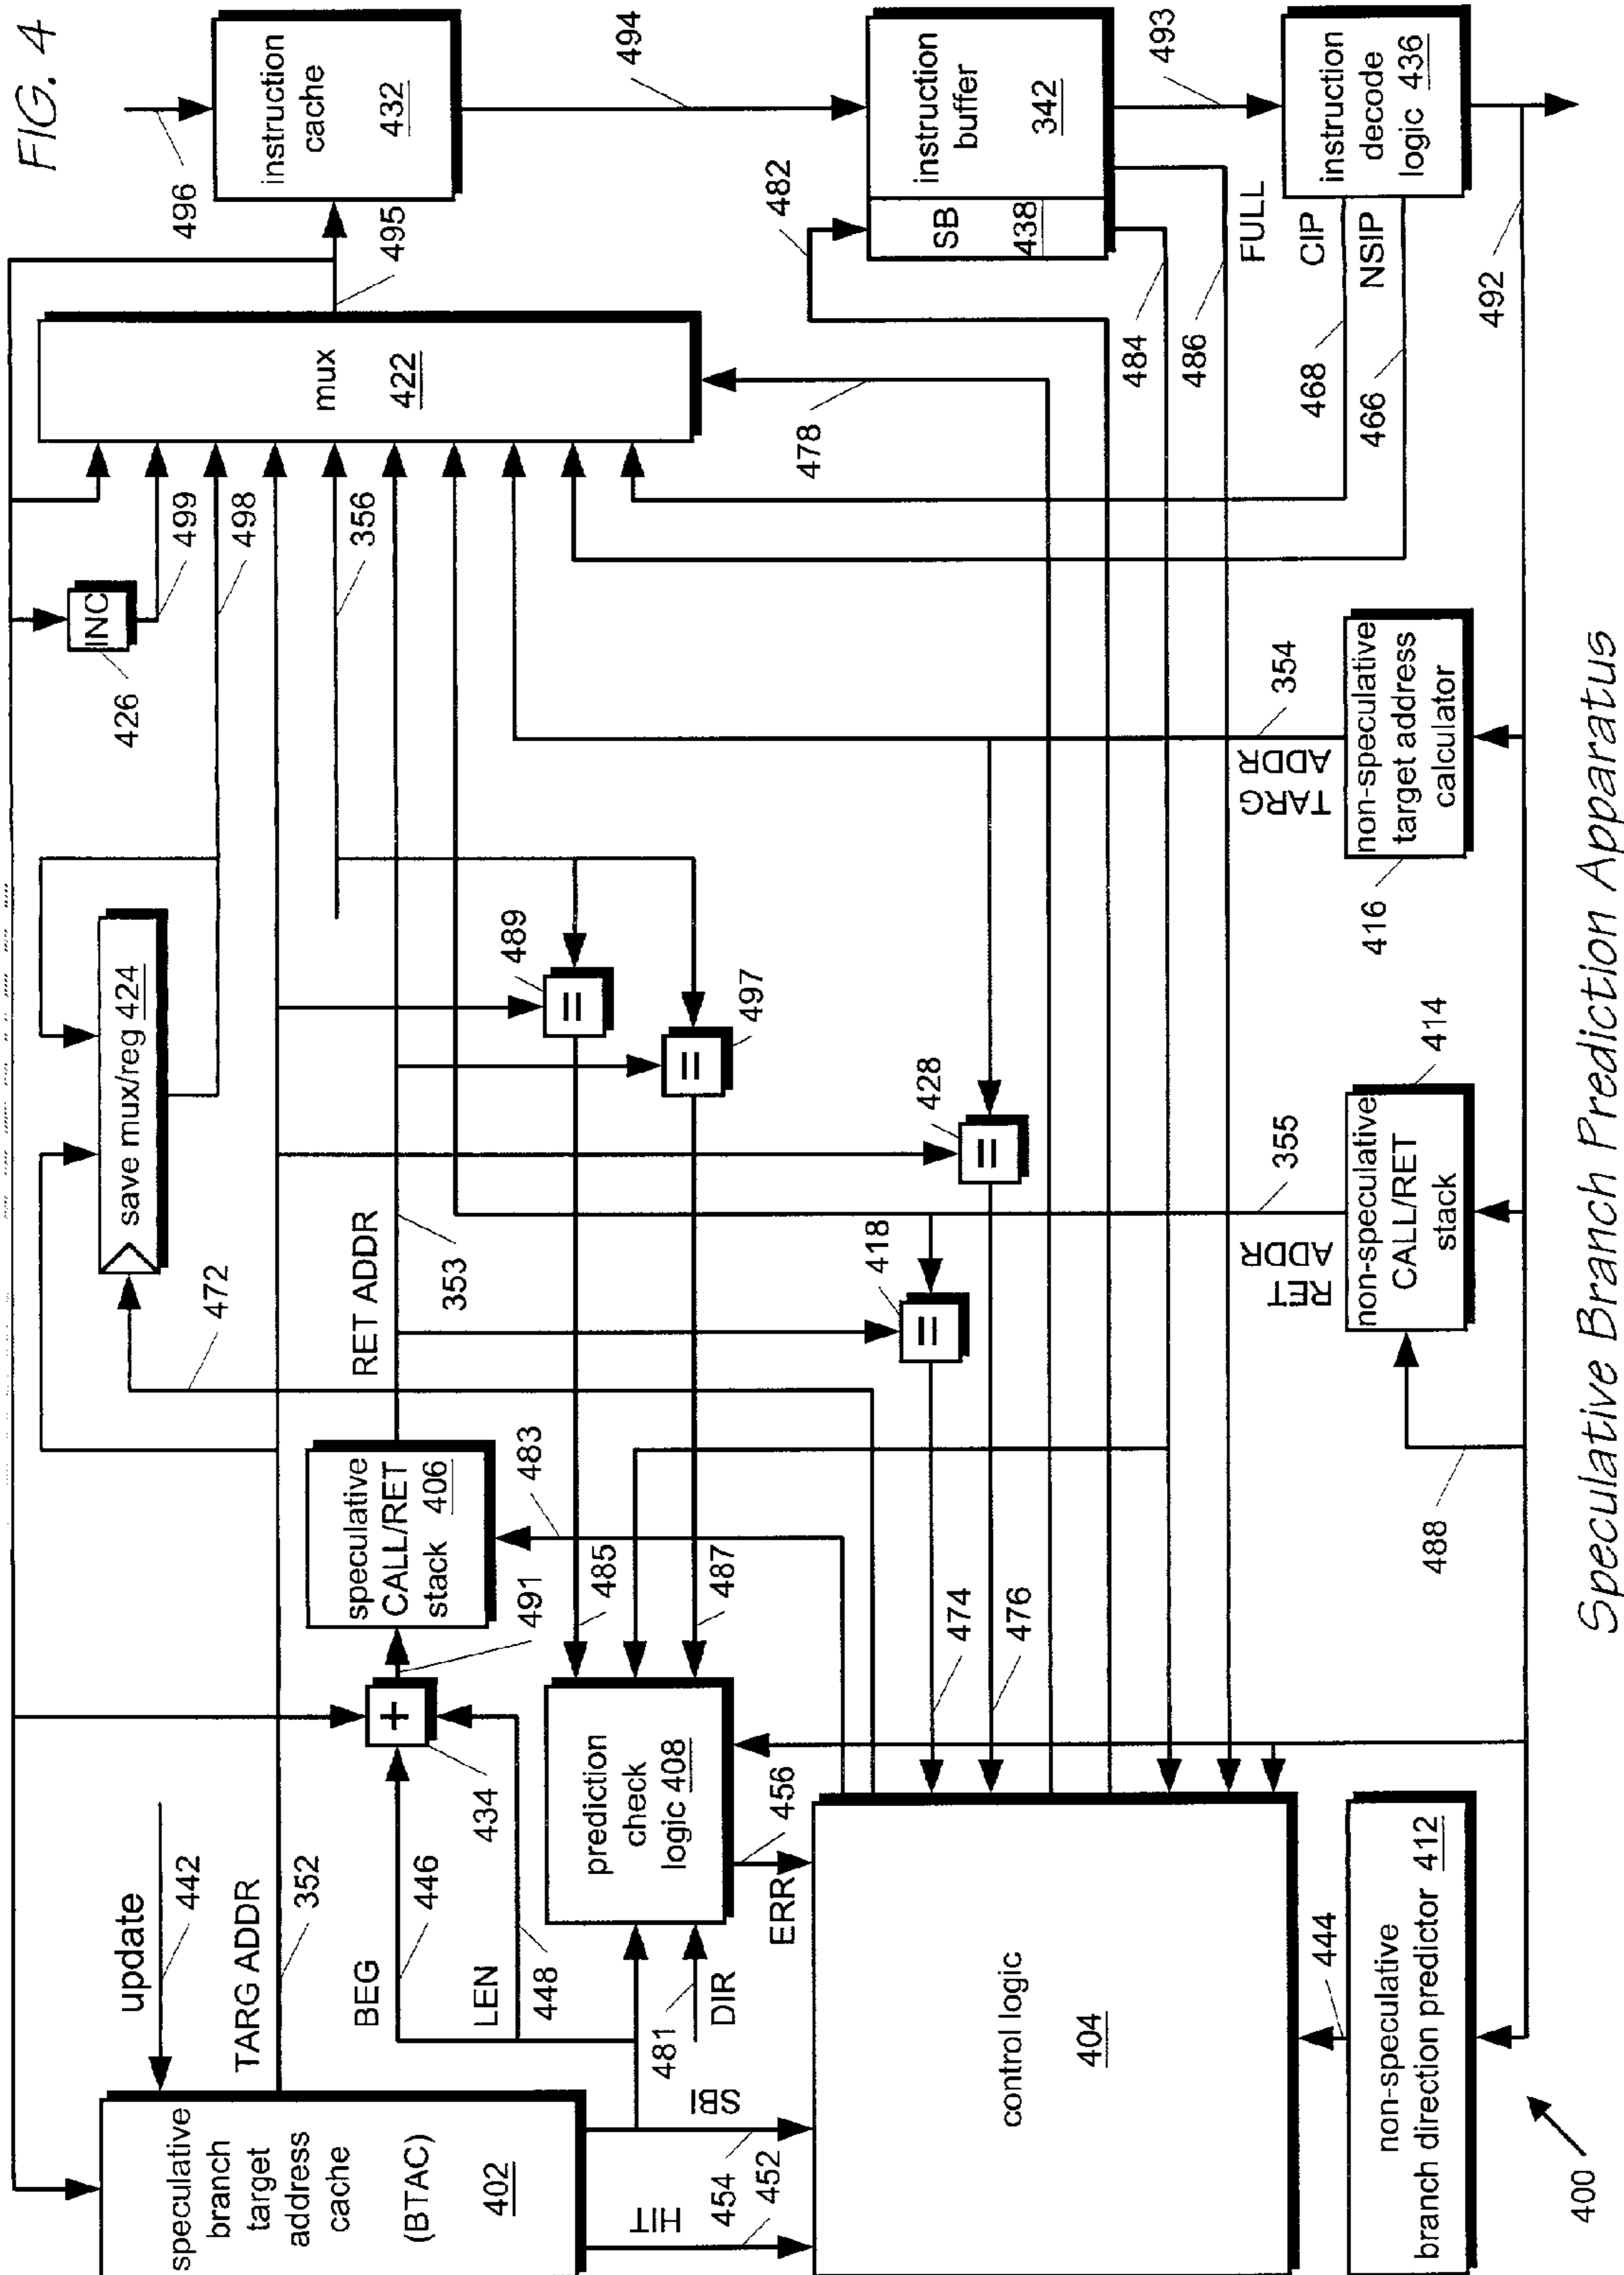 FIG. 4
speculative
branch
target
address
cache
(BTAC)
402
update
442
TARG ADDR
352
BEG
446
LEN
448
434
491
speculative
CALL/RET
stack 406
483
RET ADDR
353
472
save mux/reg 424
INC
426
499
498
356
mux
422
495
496
instruction
cache
432
494
478
482
SB
438
instruction
buffer
342
493
484
486
FULL
CIP
NSIP
468
466
instruction
decode
logic 436
492
489
=
497
=
428
=
418
=
+
485
487
474
476
prediction
check
logic 408
456
ERR
481
DIR
SBI
454
HIT
452
control logic
404
444
non-speculative
branch direction predictor 412
488
RET
ADDR
355
414
non-speculative
CALL/RET
stack
TARG
ADDR
354
416
non-speculative
target address
calculator
400
Speculative Branch Prediction Apparatus